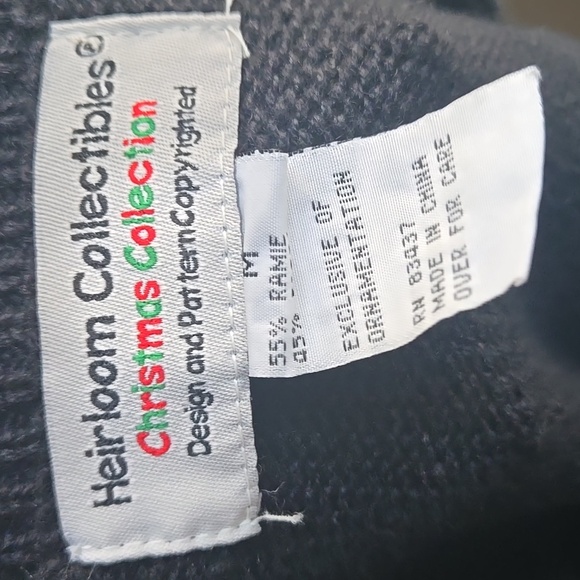 Heirloom Collectibles®
Christmas Collection
Design and Pattern Copyrighted
M
55% RAMIE
45%
EXCLUSIVE OF
ORNAMENTATION
RN 83437
MADE IN CHINA
OVER FOR CARE